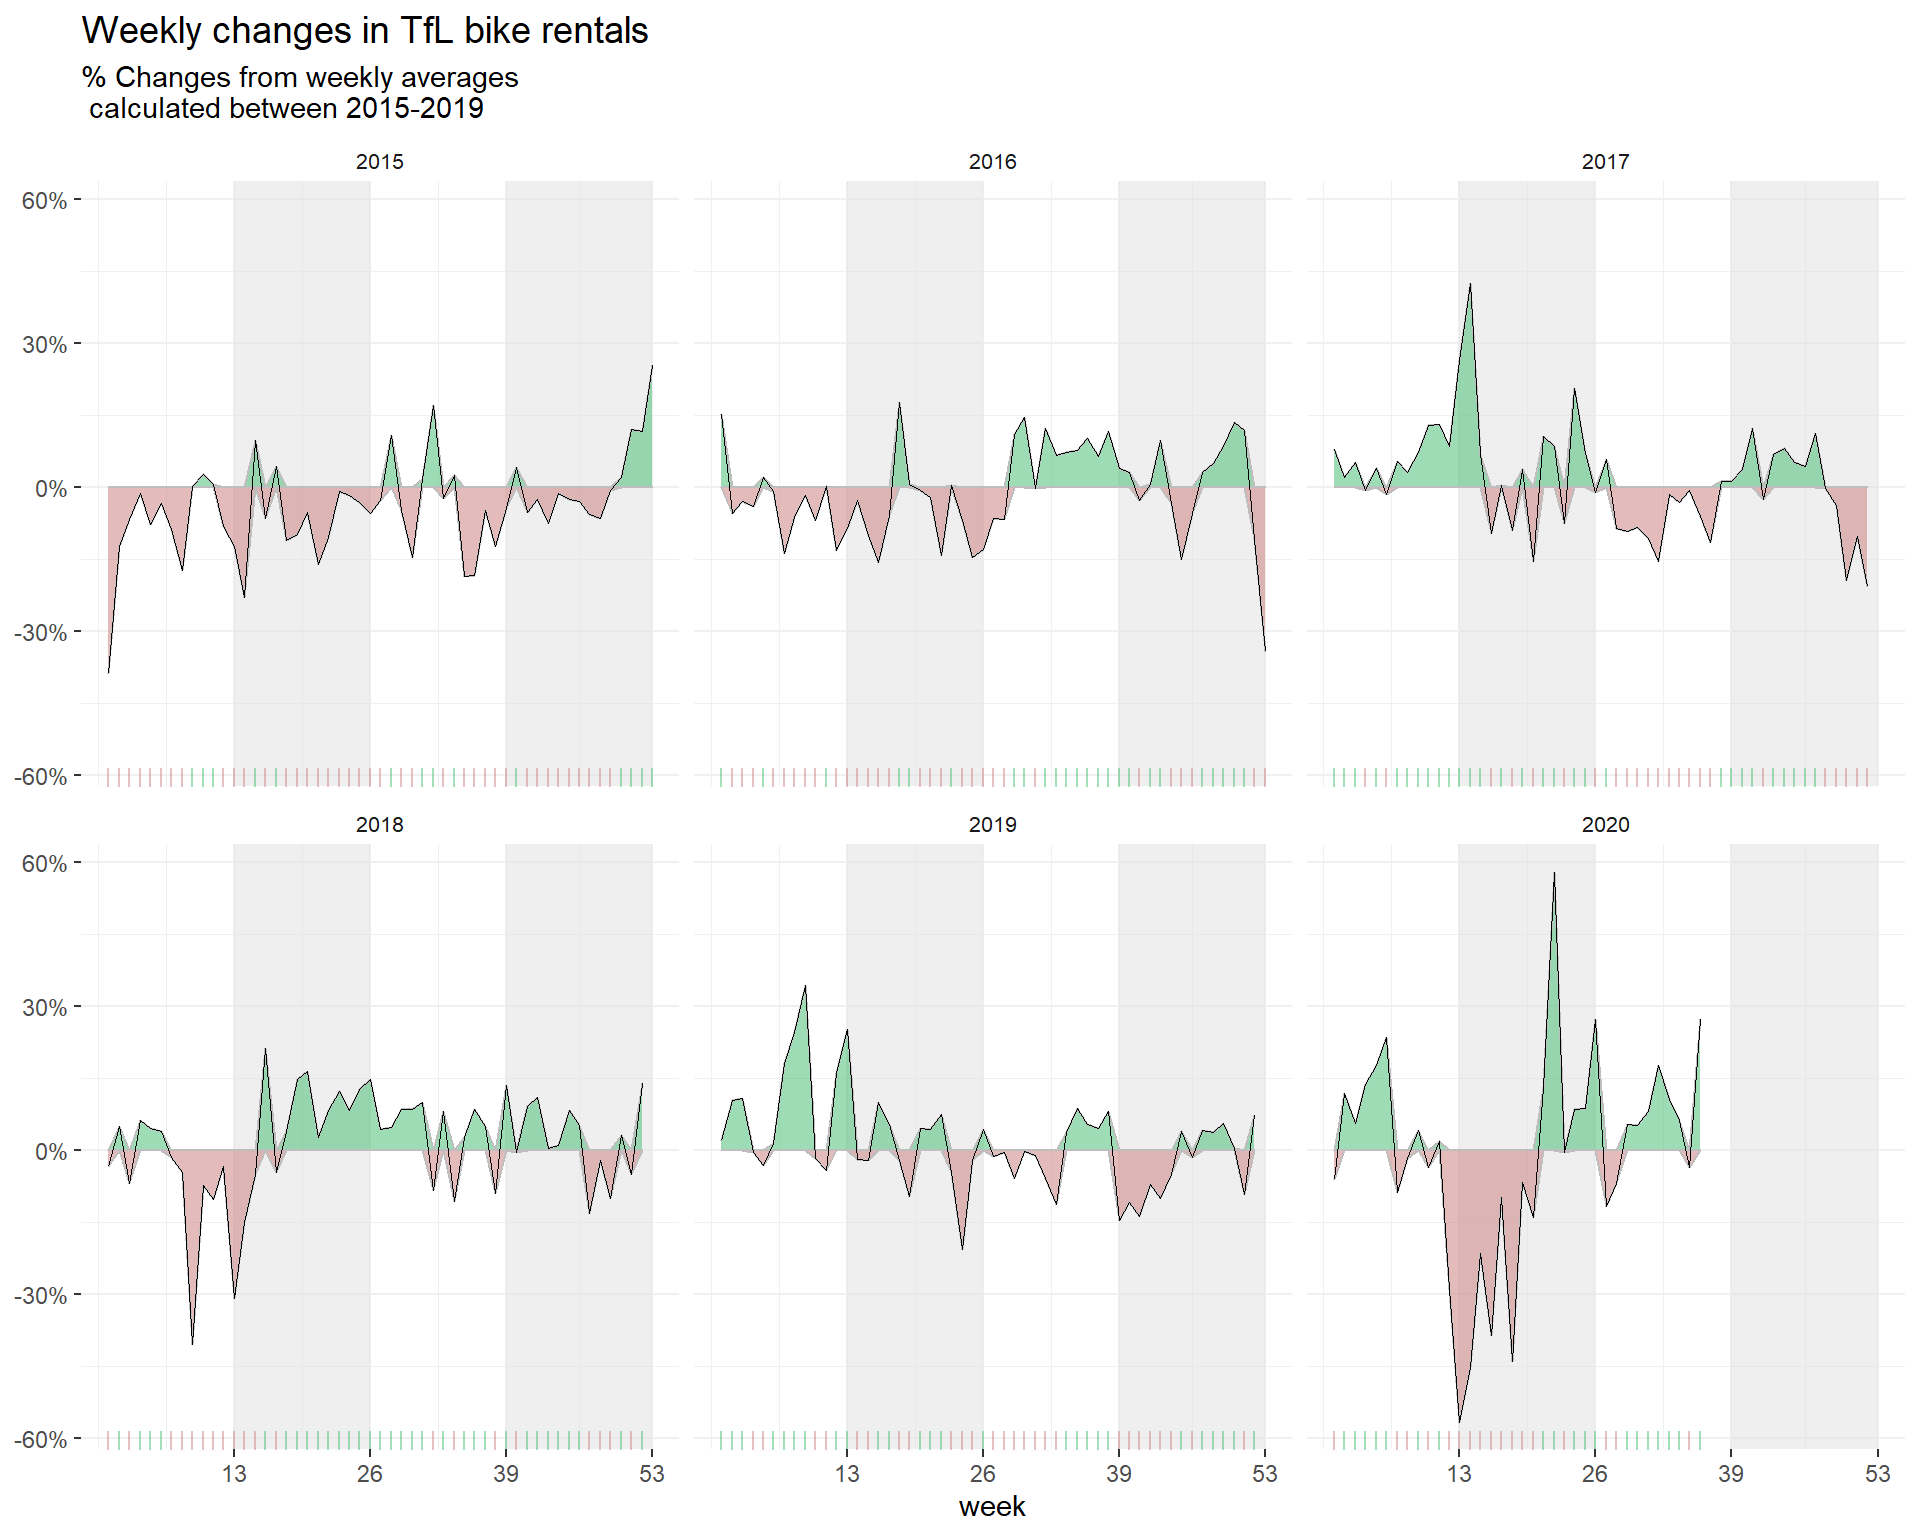 Weekly changes in TfL bike rentals
% Changes from weekly averages
calculated between 2015-2019
2015
2016
2017
60%
30%
0%
-30%
-60%
2018
2019
2020
60%
30%
0%
-30%
-60%
13 26 39 53
13 26 39 53
13 26 39 53
week